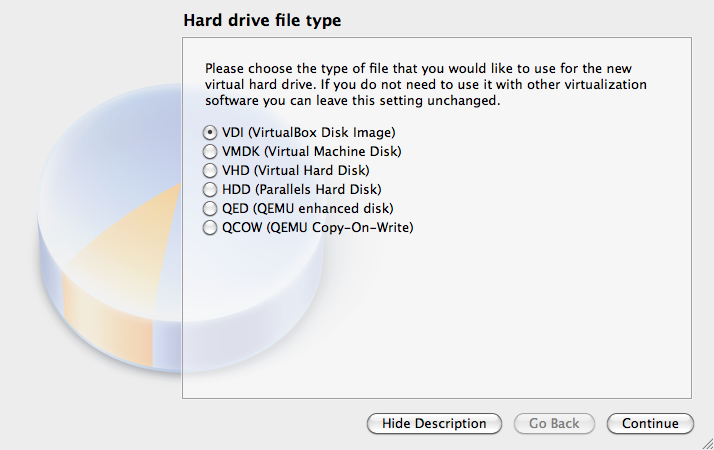 Hard drive file type
Please choose the type of file that you would like to use for the new
virtual hard drive. If you do not need to use it with other virtualization
software you can leave this setting unchanged.
VDI (VirtualBox Disk Image)
VMDK (Virtual Machine Disk)
VHD (Virtual Hard Disk)
HDD (Parallels Hard Disk)
QED (QEMU enhanced disk)
QCOW (QEMU Copy-On-Write)
Hide Description Go Back Continue